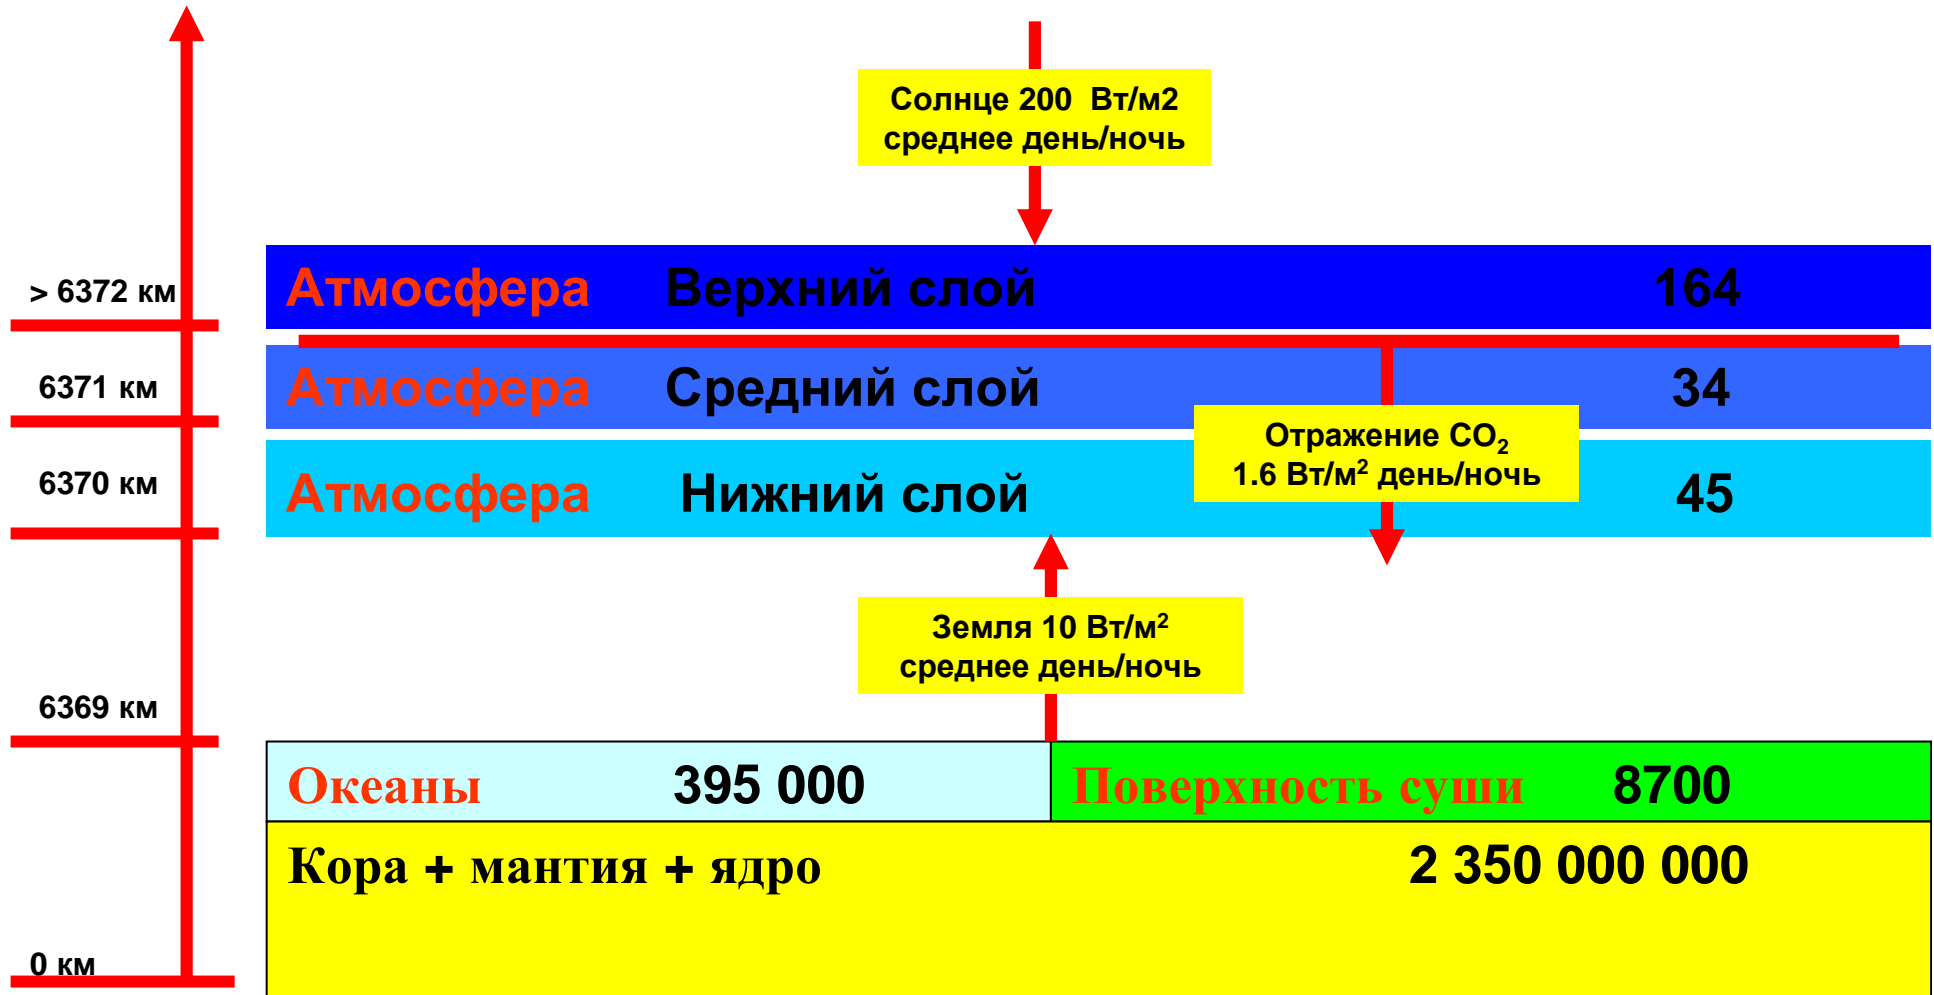 Солнце 200 Вт/м2
среднее день/ночь
> 6372 км
Атмосфера Верхний слой 164
6371 км
Атмосфера Средний слой 34
Отражение CO₂
1.6 Вт/м² день/ночь
6370 км
Атмосфера Нижний слой 45
Земля 10 Вт/м²
среднее день/ночь
6369 км
Океаны 395 000
Поверхность суши 8700
Кора + мантия + ядро 2 350 000 000
0 км